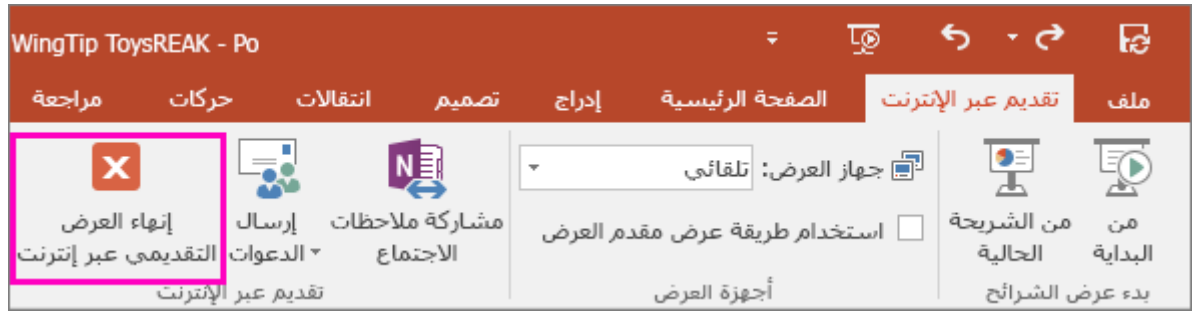 WingTip ToysREAK - Po
ملف
تقديم عبر الإنترنت
الصفحة الرئيسية
إدراج
تصميم
انتقالات
حركات
مراجعة
من
البداية
من الشريحة
الحالية
بدء عرض الشرائح
جهاز العرض: تلقائي
استخدام طريقة عرض مقدم العرض
أجهزة العرض
مشاركة ملاحظات
الاجتماع
إرسال
الدعوات
إنهاء العرض
التقديمي عبر إنترنت
تقديم عبر الإنترنت